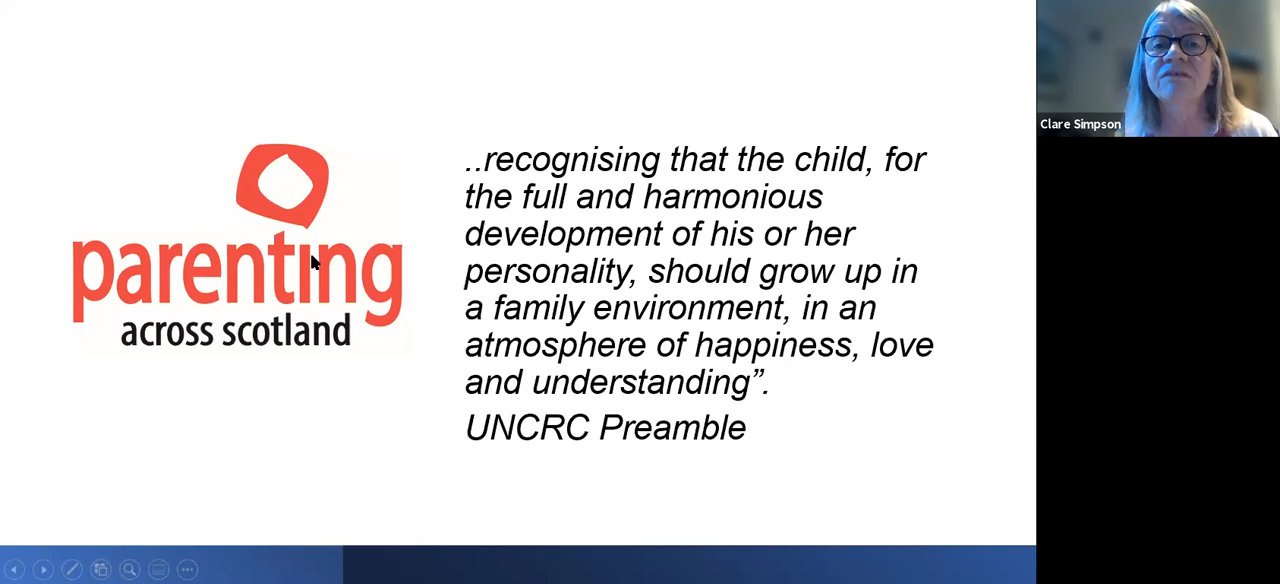 Clare Simpson
..recognising that the child, for
the full and harmonious
development of his or her
personality, should grow up in
a family environment, in an
atmosphere of happiness, love
and understanding”.
UNCRC Preamble
parenting
across scotland